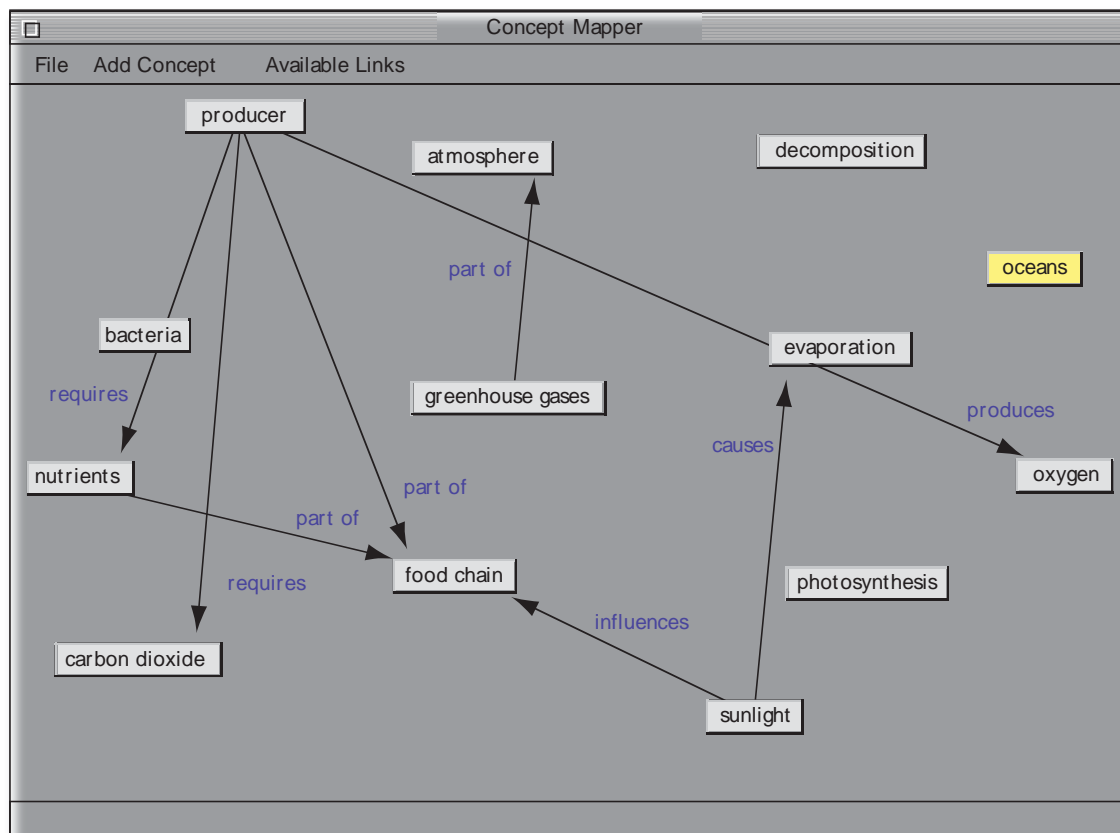 Concept Mapper
File Add Concept Available Links
producer
atmosphere
decomposition
part of
oceans
bacteria
evaporation
requires
greenhouse gases
produces
causes
nutrients
part of
oxygen
part of
food chain
photosynthesis
requires
influences
carbon dioxide
sunlight